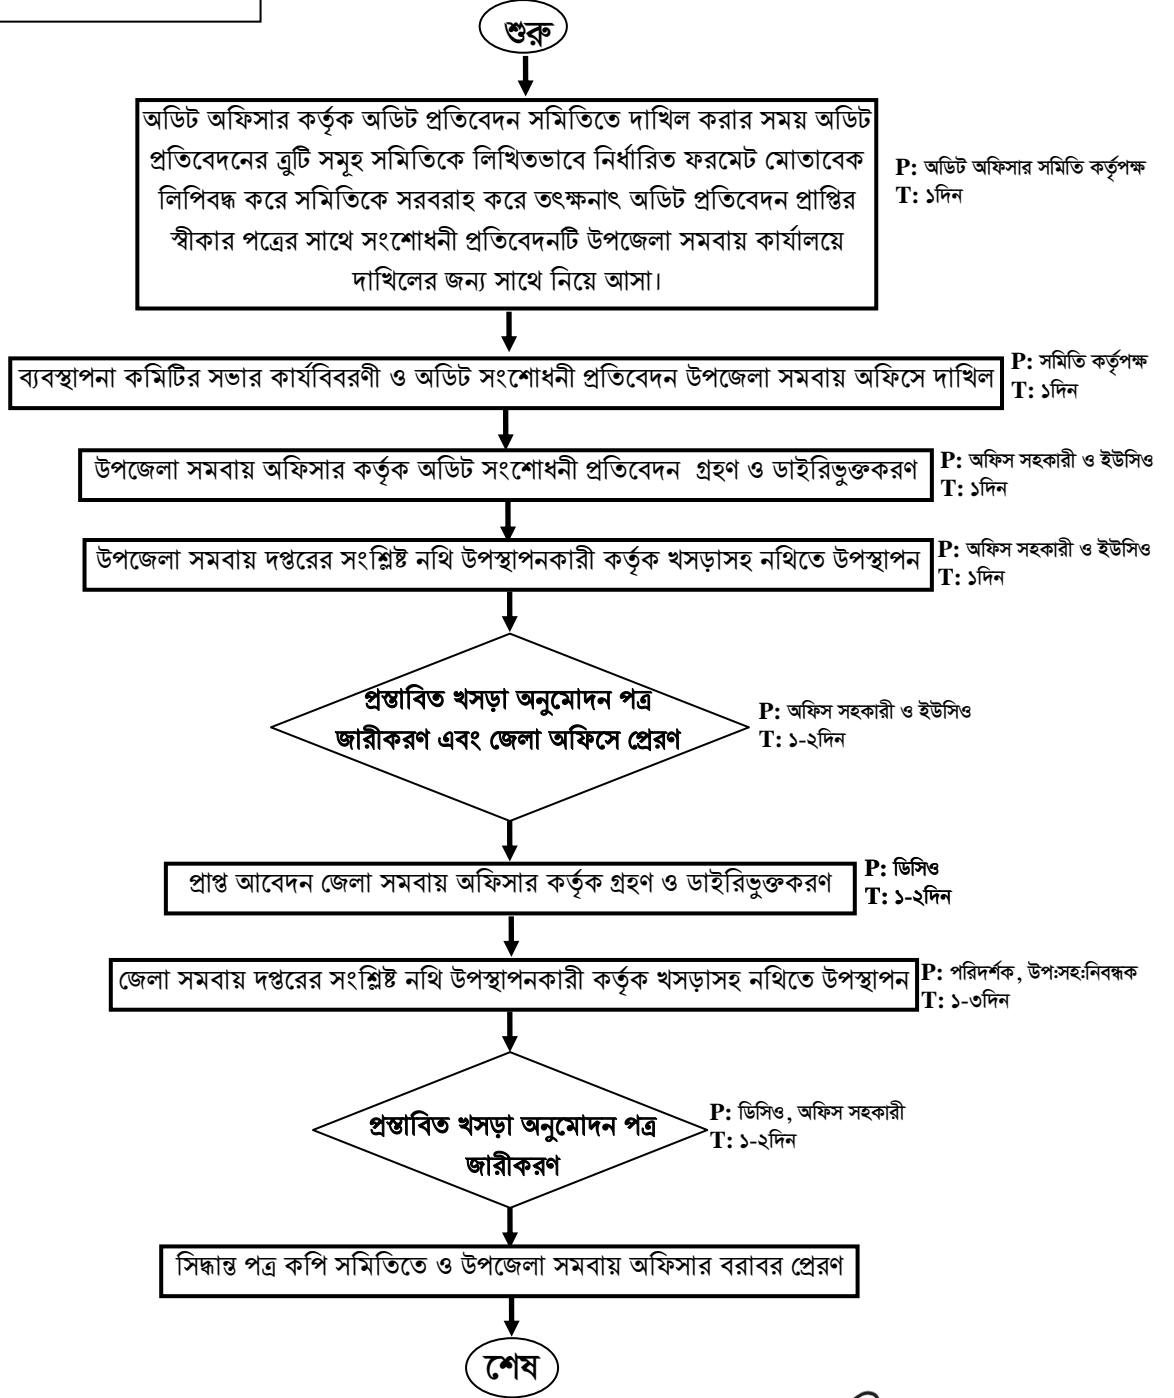 শুরু
অডিট অফিসার কর্তৃক অডিট প্রতিবেদন সমিতিতে দাখিল করার সময় অডিট
প্রতিবেদনের ত্রুটি সমূহ সমিতিকে লিখিতভাবে নির্ধারিত ফরমেট মোতাবেক
লিপিবদ্ধ করে সমিতিকে সরবরাহ করে তৎক্ষনাৎ অডিট প্রতিবেদন প্রাপ্তির
স্বীকার পত্রের সাথে সংশোধনী প্রতিবেদনটি উপজেলা সমবায় কার্যালয়ে
দাখিলের জন্য সাথে নিয়ে আসা।
P: অডিট অফিসার সমিতি কর্তৃপক্ষ
T: ১দিন
ব্যবস্থাপনা কমিটির সভার কার্যবিবরণী ও অডিট সংশোধনী প্রতিবেদন উপজেলা সমবায় অফিসে দাখিল
P: সমিতি কর্তৃপক্ষ
T: ১দিন
উপজেলা সমবায় অফিসার কর্তৃক অডিট সংশোধনী প্রতিবেদন গ্রহণ ও ডাইরিভুক্তকরণ
P: অফিস সহকারী ও ইউসিও
T: ১দিন
উপজেলা সমবায় দপ্তরের সংশ্লিষ্ট নথি উপস্থাপনকারী কর্তৃক খসড়াসহ নথিতে উপস্থাপন
P: অফিস সহকারী ও ইউসিও
T: ১দিন
প্রস্তাবিত খসড়া অনুমোদন পত্র
জারীকরণ এবং জেলা অফিসে প্রেরণ
P: অফিস সহকারী ও ইউসিও
T: ১-২দিন
প্রাপ্ত আবেদন জেলা সমবায় অফিসার কর্তৃক গ্রহণ ও ডাইরিভুক্তকরণ
P: ডিসিও
T: ১-২দিন
জেলা সমবায় দপ্তরের সংশ্লিষ্ট নথি উপস্থাপনকারী কর্তৃক খসড়াসহ নথিতে উপস্থাপন
P: পরিদর্শক, উপ:সহ:নিবন্ধক
T: ১-৩দিন
প্রস্তাবিত খসড়া অনুমোদন পত্র
জারীকরণ
P: ডিসিও, অফিস সহকারী
T: ১-২দিন
সিদ্ধান্ত পত্র কপি সমিতিতে ও উপজেলা সমবায় অফিসার বরাবর প্রেরণ
শেষ